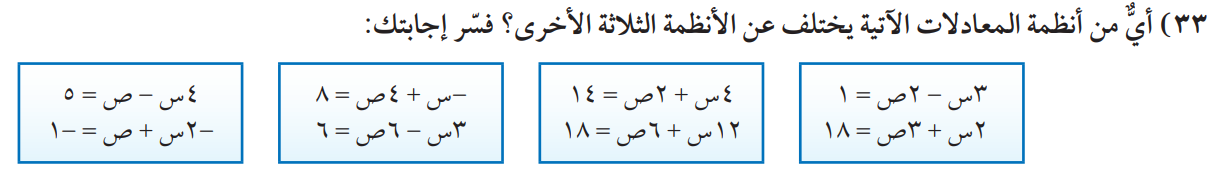 ٣٣) أيٌّ من أنظمة المعادلات الآتية يختلف عن الأنظمة الثلاثة الأخرى؟ فسّر إجابتك:
٣س – ٢ص = ١
٢س + ٣ص = ١٨
٤س + ٢ص = ١٤
١٢س + ٦ص = ١٨
–س + ٤ص = ٨
٣س – ٦ص = ٦
٤س – ص = ٥
–٢س + ص = –١